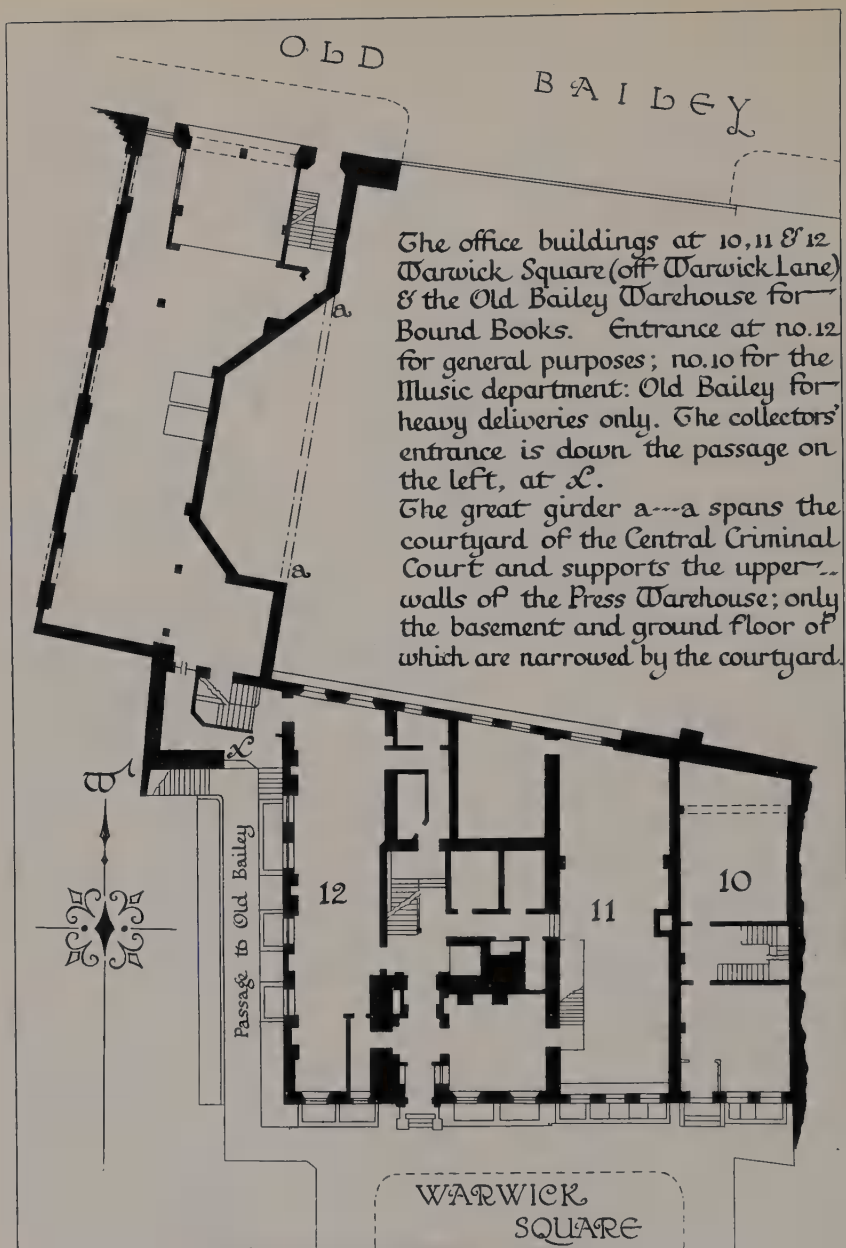 OLD
BAILEY
The office buildings at 10, 11 & 12
Warwick Square (off Warwick Lane)
& the Old Bailey Warehouse for
Bound Books. Entrance at no. 12
for general purposes; no. 10 for the
Music department: Old Bailey for
heavy deliveries only. The collectors'
entrance is down the passage on
the left, at x.
The great girder a---a spans the
courtyard of the Central Criminal
Court and supports the upper
walls of the Press Warehouse; only
the basement and ground floor of
which are narrowed by the courtyard.
a
a
x
Passage to Old Bailey
12
11
10
WARWICK
SQUARE